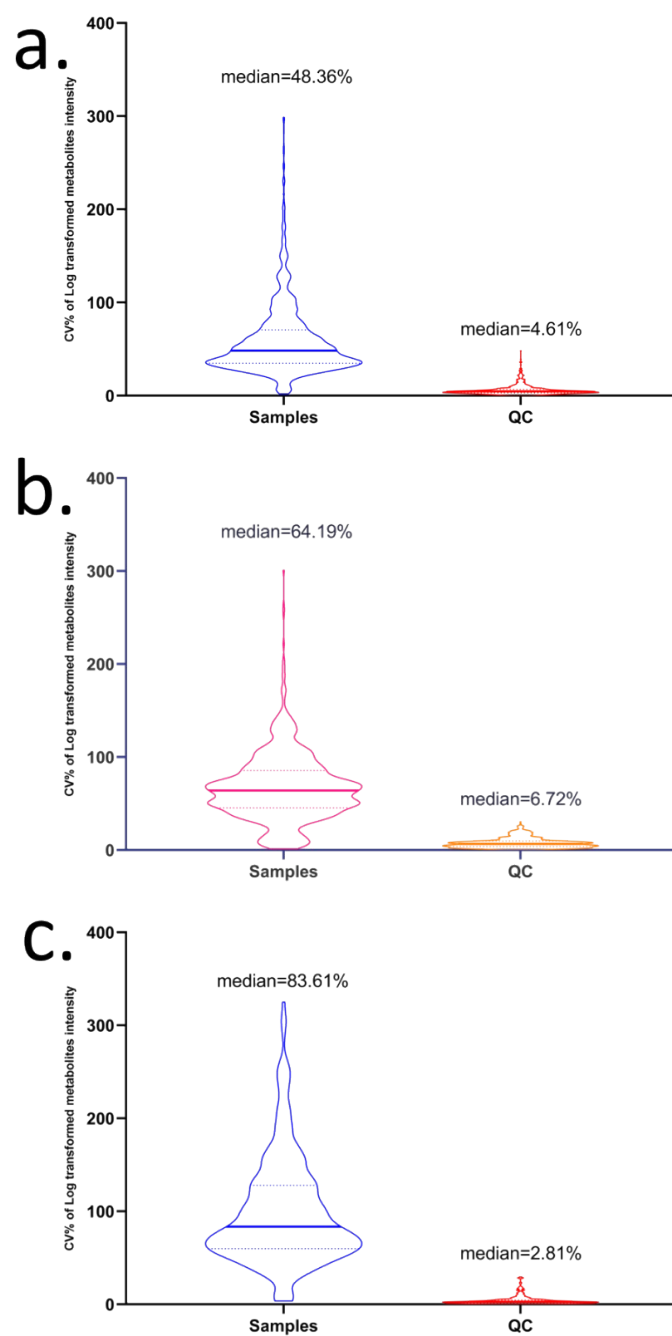 a.
CV% of Log transformed metabolites intensity
400
300
200
100
0
median=48.36%
median=4.61%
Samples
QC
b.
CV% of Log transformed metabolites intensity
400
300
200
100
0
median=64.19%
median=6.72%
Samples
QC
c.
CV% of Log transformed metabolites intensity
400
300
200
100
0
median=83.61%
median=2.81%
Samples
QC